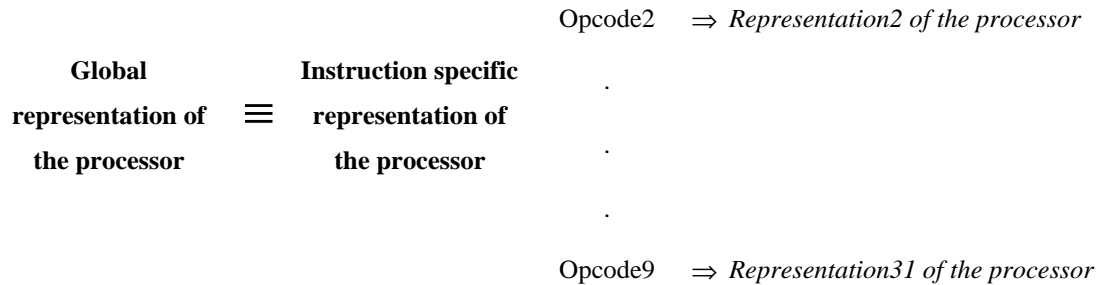 Opcode2 ⇒ Representation2 of the processor
Global
representation of
the processor
≡
Instruction specific
representation of
the processor
.
.
.
Opcode9 ⇒ Representation31 of the processor